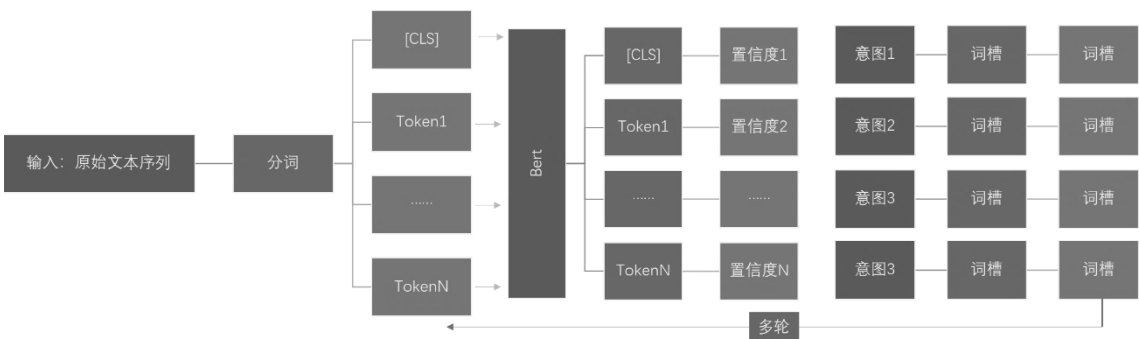 输入：原始文本序列
分词
[CLS]
Token1
……
TokenN
Bert
[CLS]
置信度1
Token1
置信度2
……
……
TokenN
置信度N
意图1
词槽
词槽
意图2
词槽
词槽
意图3
词槽
词槽
意图3
词槽
词槽
多轮